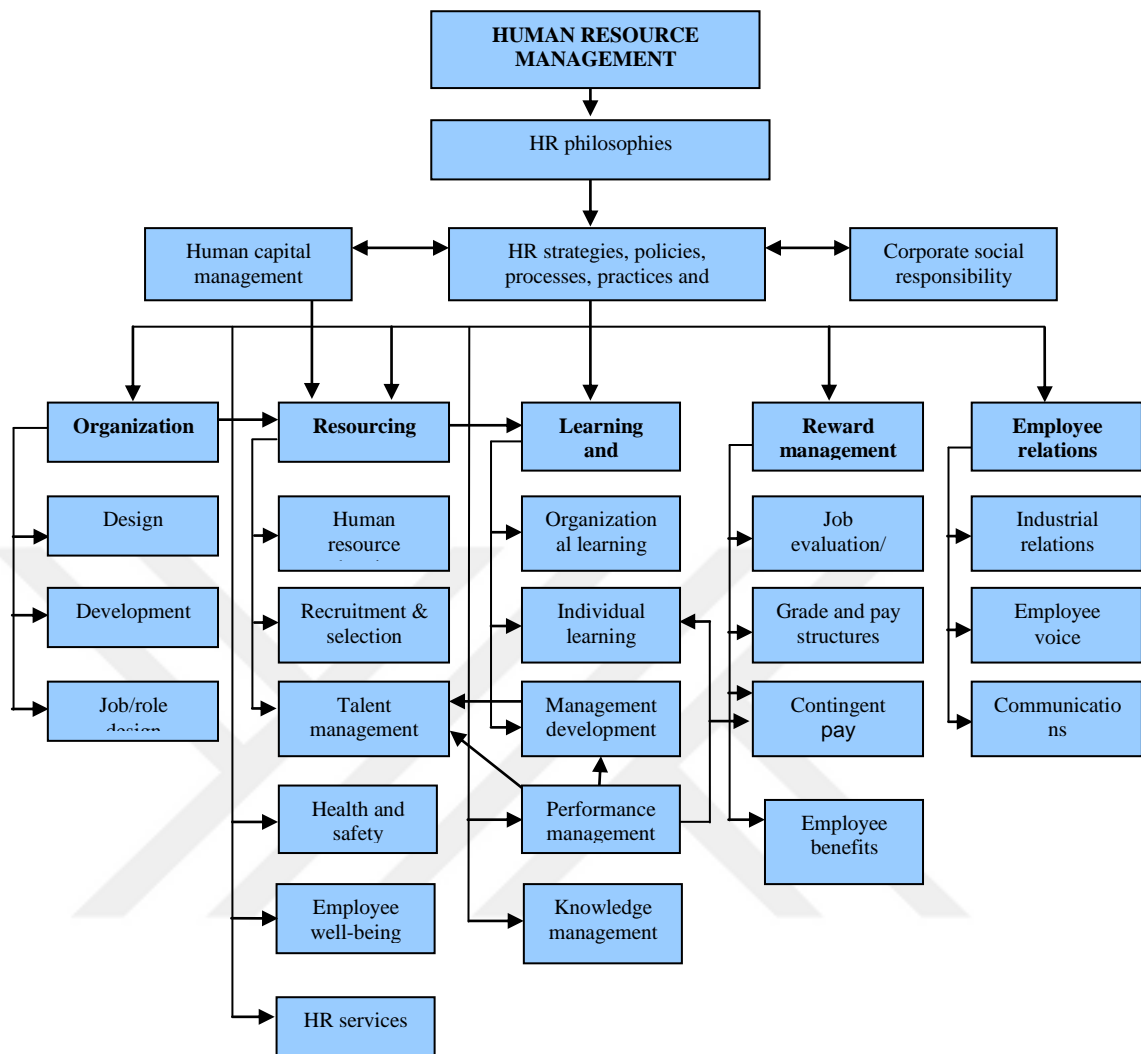 HUMAN RESOURCE
MANAGEMENT
HR philosophies
Human capital
management
HR strategies, policies,
processes, practices and
Corporate social
responsibility
Organization
Resourcing
Learning
and
Reward
management
Employee
relations
Design
Development
Job/role
design
Human
resource
Recruitment &
selection
Talent
management
Health and
safety
Employee
well-being
HR services
Organization
al learning
Individual
learning
Management
development
Performance
management
Knowledge
management
Job
evaluation/
Grade and pay
structures
Contingent
pay
Employee
benefits
Industrial
relations
Employee
voice
Communicatio
ns